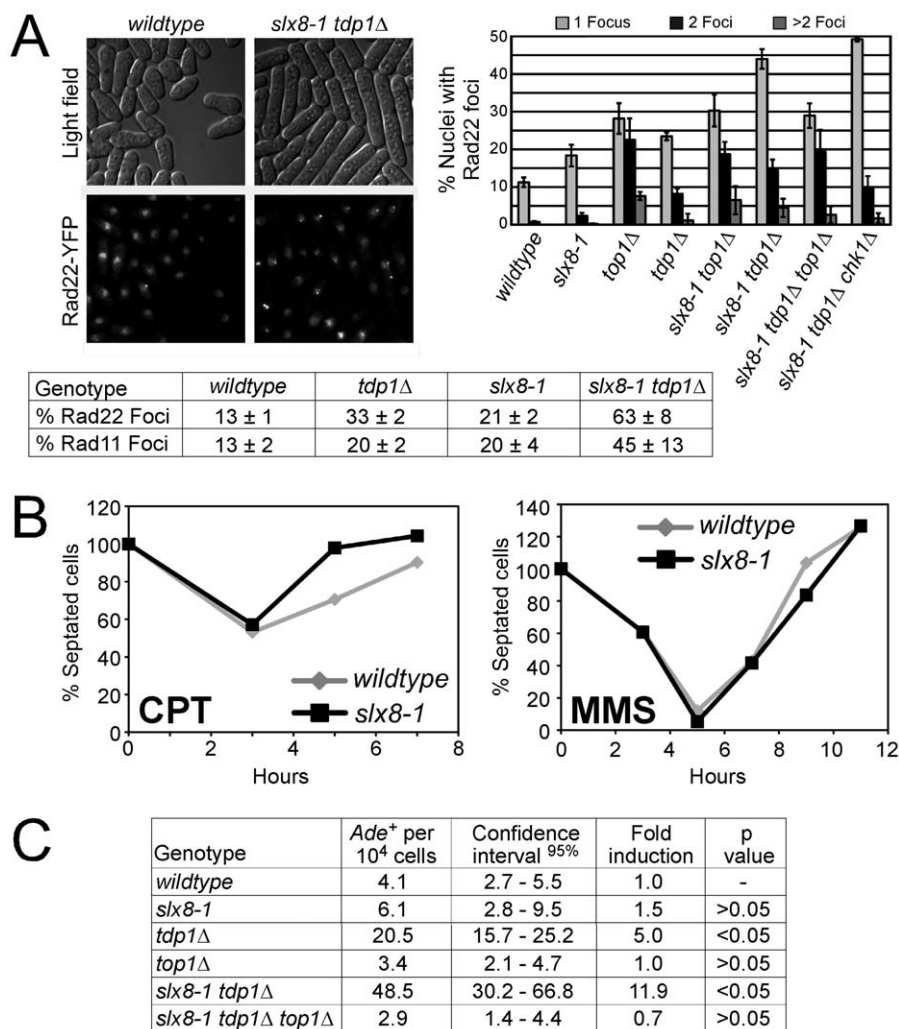 A
wildtype slx8-1 tdp1Δ
Light field
Rad22-YFP
1 Focus 2 Foci >2 Foci
% Nuclei with
Rad22 foci
50
40
30
20
10
0
wildtype
slx8-1
top1Δ
tdp1Δ
slx8-1 top1Δ
slx8-1 tdp1Δ
slx8-1 tdp1Δ top1Δ
slx8-1 tdp1Δ chk1Δ
Genotype wildtype tdp1Δ slx8-1 slx8-1 tdp1Δ
% Rad22 Foci 13 ± 1 33 ± 2 21 ± 2 63 ± 8
% Rad11 Foci 13 ± 2 20 ± 2 20 ± 4 45 ± 13
B
% Septated cells
120
100
80
60
40
20
0
wildtype
slx8-1
CPT
0 2 4 6 8
Hours
% Septated cells
140
120
100
80
60
40
20
0
wildtype
slx8-1
MMS
0 2 4 6 8 10 12
Hours
C
Genotype Ade+ per 10⁴ cells Confidence interval 95% Fold induction p value
wildtype 4.1 2.7 - 5.5 1.0 -
slx8-1 6.1 2.8 - 9.5 1.5 >0.05
tdp1Δ 20.5 15.7 - 25.2 5.0 <0.05
top1Δ 3.4 2.1 - 4.7 1.0 >0.05
slx8-1 tdp1Δ 48.5 30.2 - 66.8 11.9 <0.05
slx8-1 tdp1Δ top1Δ 2.9 1.4 - 4.4 0.7 >0.05